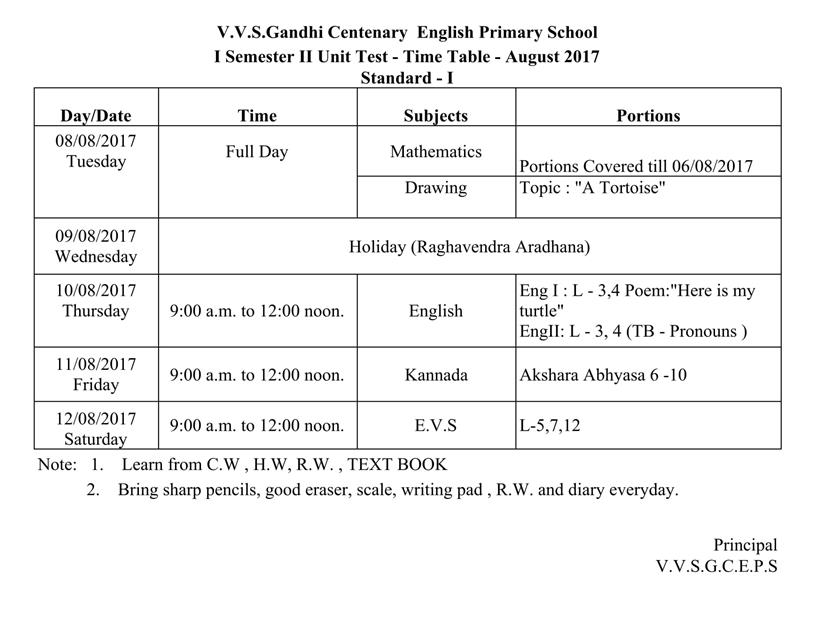 V.V.S.Gandhi Centenary English Primary School
I Semester II Unit Test - Time Table - August 2017
Standard - I
Day/Date Time Subjects Portions
08/08/2017
Tuesday
Full Day
Mathematics
Portions Covered till 06/08/2017
Drawing
Topic : "A Tortoise"
09/08/2017
Wednesday
Holiday (Raghavendra Aradhana)
10/08/2017
Thursday
9:00 a.m. to 12:00 noon.
English
Eng I : L - 3,4 Poem:"Here is my
turtle"
EngII: L - 3, 4 (TB - Pronouns )
11/08/2017
Friday
9:00 a.m. to 12:00 noon.
Kannada
Akshara Abhyasa 6 -10
12/08/2017
Saturday
9:00 a.m. to 12:00 noon.
E.V.S
L-5,7,12
Note: 1. Learn from C.W , H.W, R.W. , TEXT BOOK
2. Bring sharp pencils, good eraser, scale, writing pad , R.W. and diary everyday.
Principal
V.V.S.G.C.E.P.S